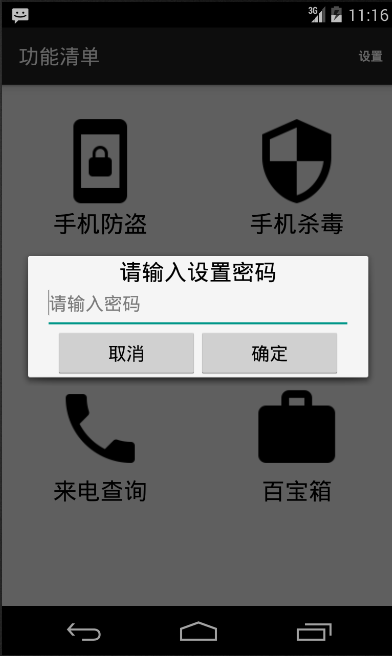 3G 11:16
功能清单 设置
手机防盗 手机杀毒
请输入设置密码
请输入密码
取消 确定
来电查询 百宝箱